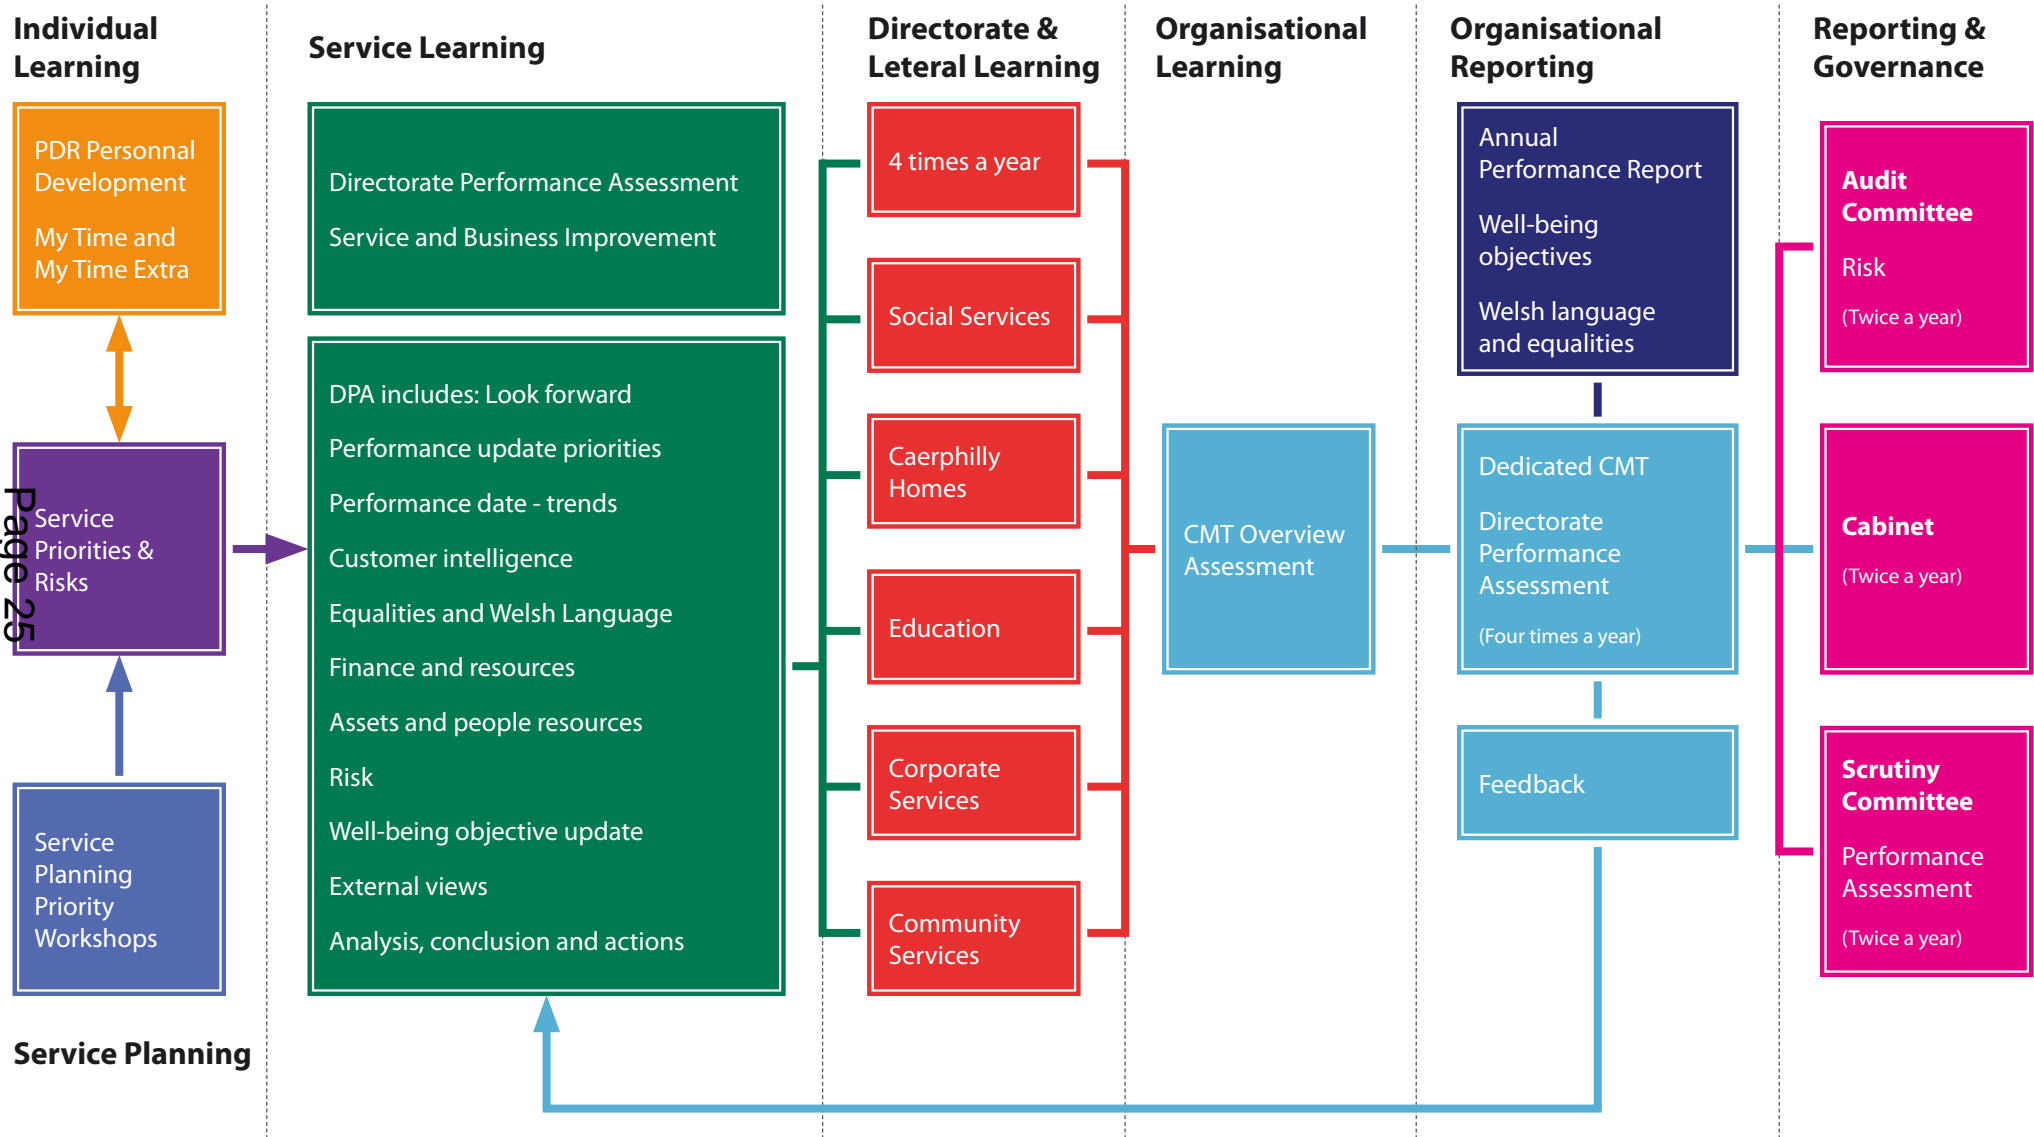 Individual
Learning
PDR Personnal
Development
My Time and
My Time Extra
Service
Priorities &
Risks
Page 25
Service
Planning
Priority
Workshops
Service Planning
Service Learning
Directorate Performance Assessment
Service and Business Improvement
DPA includes: Look forward
Performance update priorities
Performance date - trends
Customer intelligence
Equalities and Welsh Language
Finance and resources
Assets and people resources
Risk
Well-being objective update
External views
Analysis, conclusion and actions
Directorate &
Leteral Learning
4 times a year
Social Services
Caerphilly
Homes
Education
Corporate
Services
Community
Services
Organisational
Learning
CMT Overview
Assessment
Organisational
Reporting
Annual
Performance Report
Well-being
objectives
Welsh language
and equalities
Dedicated CMT
Directorate
Performance
Assessment
(Four times a year)
Feedback
Reporting &
Governance
Audit
Committee
Risk
(Twice a year)
Cabinet
(Twice a year)
Scrutiny
Committee
Performance
Assessment
(Twice a year)